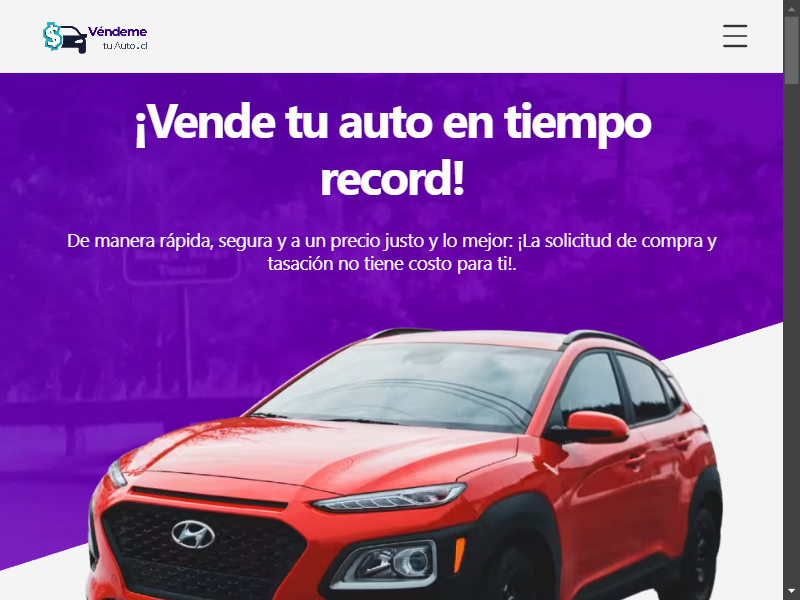 Véndeme
tuAuto.cl
¡Vende tu auto en tiempo
record!
De manera rápida, segura y a un precio justo y lo mejor: ¡La solicitud de compra y
tasación no tiene costo para ti!.